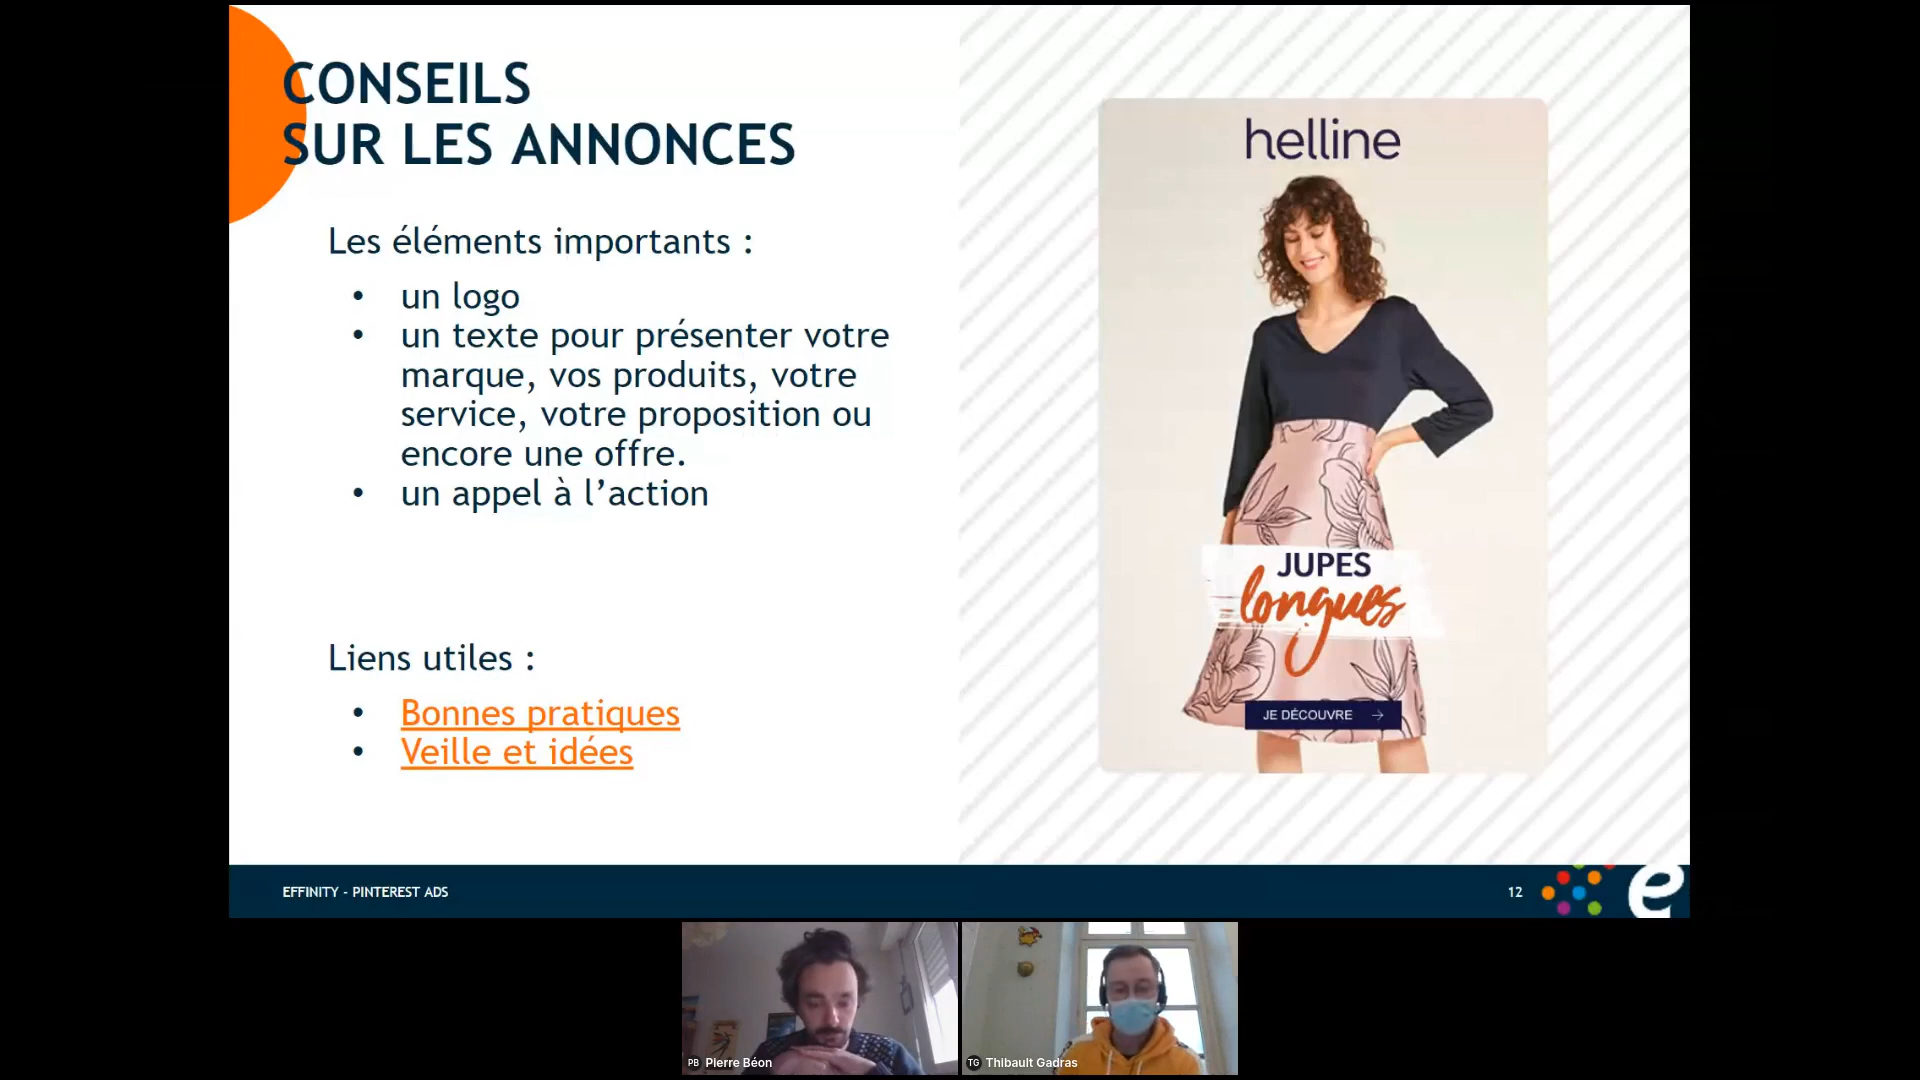 CONSEILS
SUR LES ANNONCES
Les éléments importants :
• un logo
• un texte pour présenter votre
marque, vos produits, votre
service, votre proposition ou
encore une offre.
• un appel à l’action
Liens utiles :
• Bonnes pratiques
• Veille et idées
helline
JUPES
longues
JE DÉCOUVRE →
EFFINITY - PINTEREST ADS
12
e
PB Pierre Béon
TG Thibault Gadras